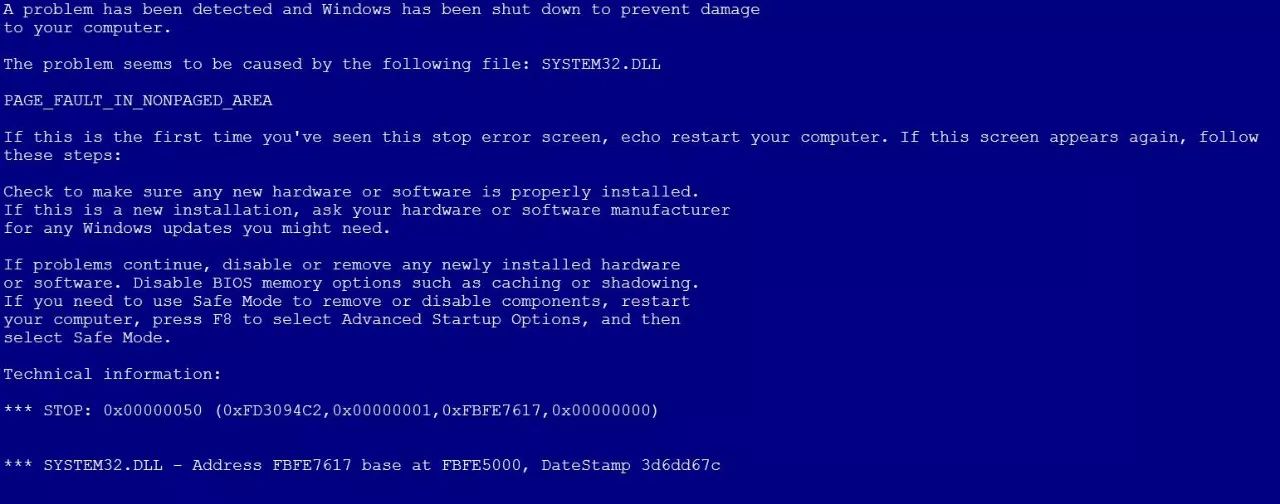 A problem has been detected and Windows has been shut down to prevent damage
to your computer.
The problem seems to be caused by the following file: SYSTEM32.DLL
PAGE_FAULT_IN_NONPAGED_AREA
If this is the first time you've seen this stop error screen, echo restart your computer. If this screen appears again, follow
these steps:
Check to make sure any new hardware or software is properly installed.
If this is a new installation, ask your hardware or software manufacturer
for any Windows updates you might need.
If problems continue, disable or remove any newly installed hardware
or software. Disable BIOS memory options such as caching or shadowing.
If you need to use Safe Mode to remove or disable components, restart
your computer, press F8 to select Advanced Startup Options, and then
select Safe Mode.
Technical information:
*** STOP: 0x00000050 (0xFD3094C2,0x00000001,0xFBFE7617,0x00000000)
*** SYSTEM32.DLL – Address FBFE7617 base at FBFE5000, DateStamp 3d6dd67c